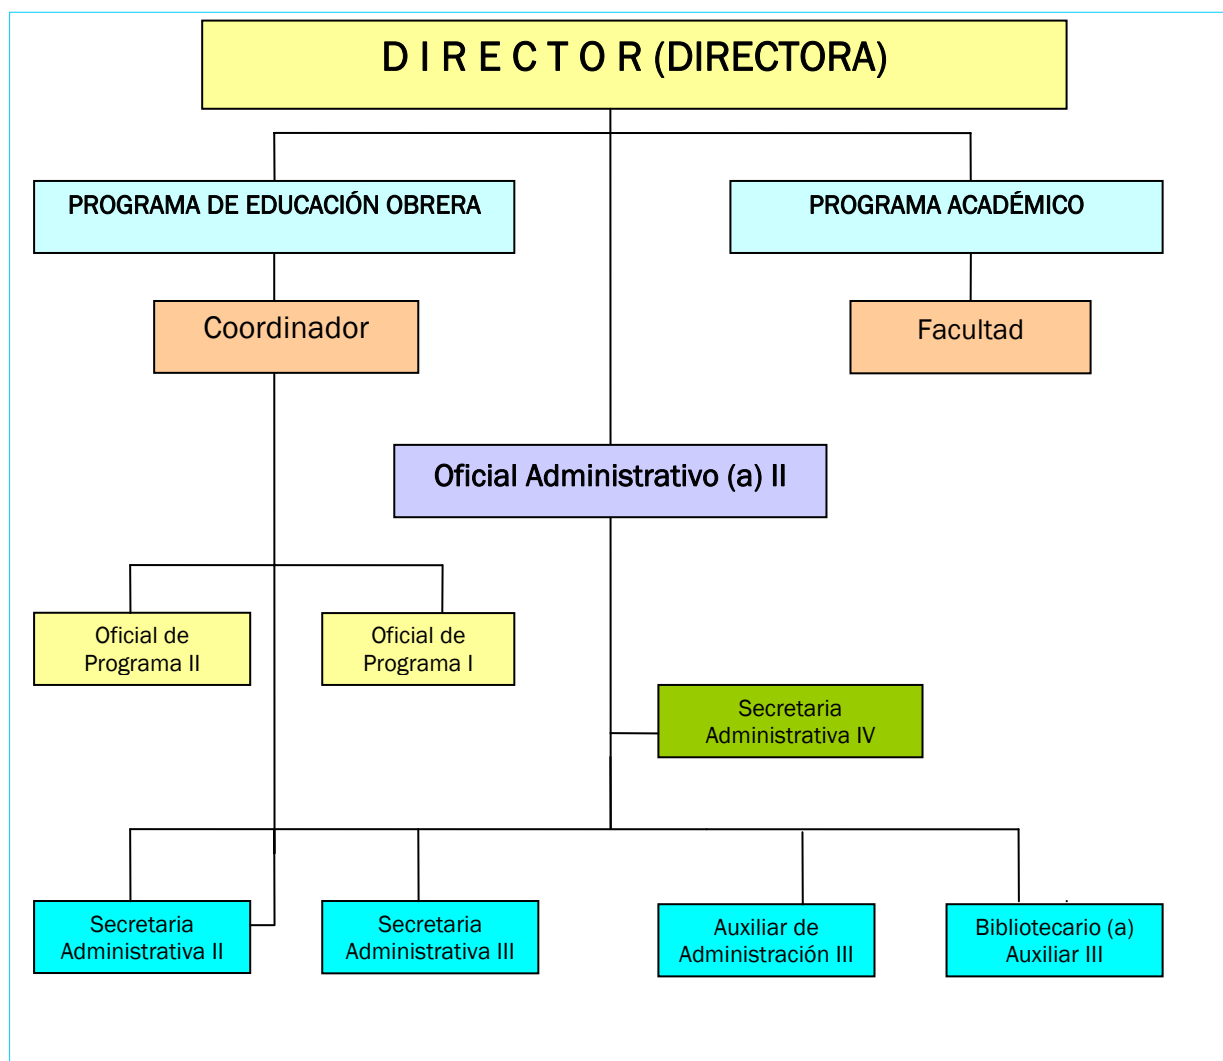 D I R E C T O R (DIRECTORA)
PROGRAMA DE EDUCACIÓN OBRERA
PROGRAMA ACADÉMICO
Coordinador
Facultad
Oficial Administrativo (a) II
Oficial de
Programa II
Oficial de
Programa I
Secretaria
Administrativa IV
Secretaria
Administrativa II
Secretaria
Administrativa III
Auxiliar de
Administración III
Bibliotecario (a)
Auxiliar III